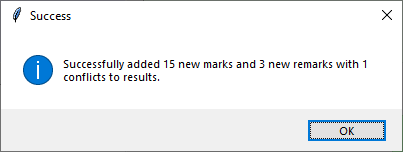 Success
Successfully added 15 new marks and 3 new remarks with 1
conflicts to results.
OK